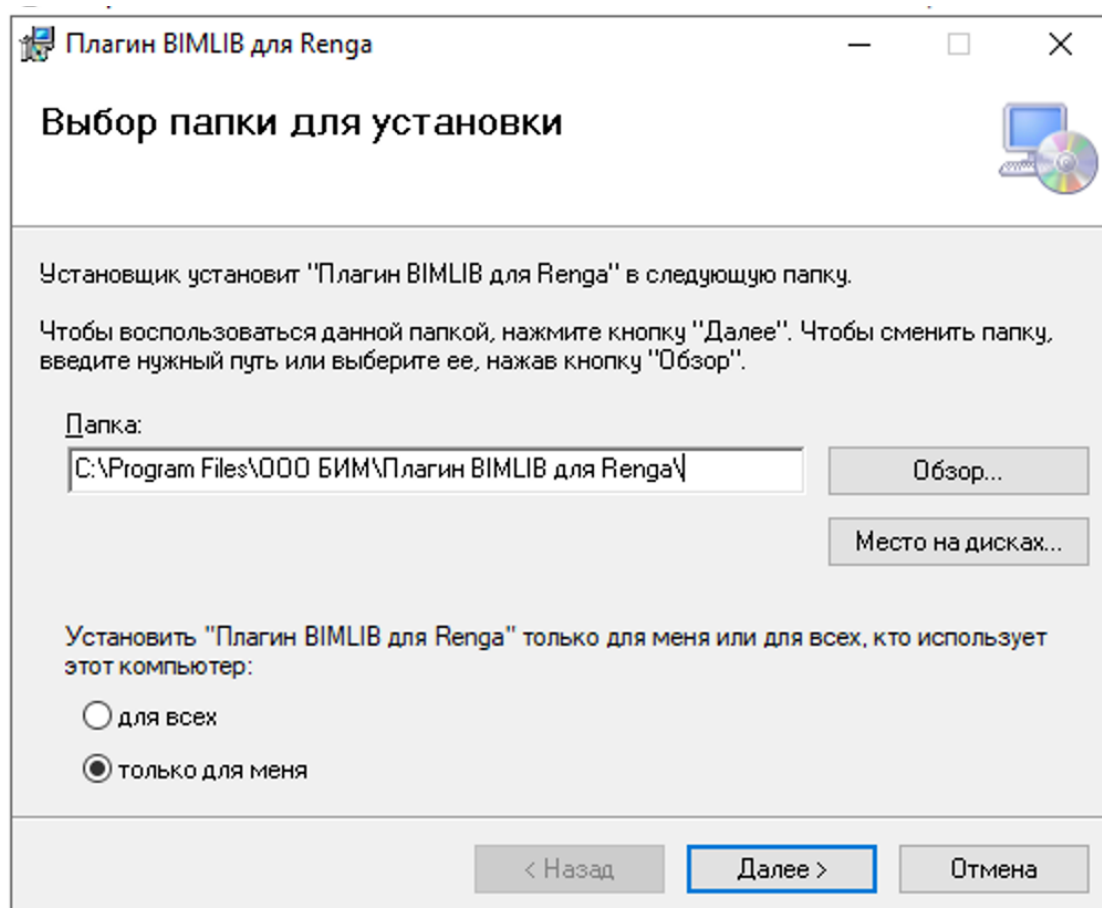 Плагин BIMLIB для Renga
Выбор папки для установки
Установщик установит "Плагин BIMLIB для Renga" в следующую папку.
Чтобы воспользоваться данной папкой, нажмите кнопку "Далее". Чтобы сменить папку,
введите нужный путь или выберите ее, нажав кнопку "Обзор".
Папка:
C:\Program Files\ООО БИМ\Плагин BIMLIB для Renga\
Обзор...
Место на дисках...
Установить "Плагин BIMLIB для Renga" только для меня или для всех, кто использует
этот компьютер:
для всех
только для меня
< Назад
Далее >
Отмена